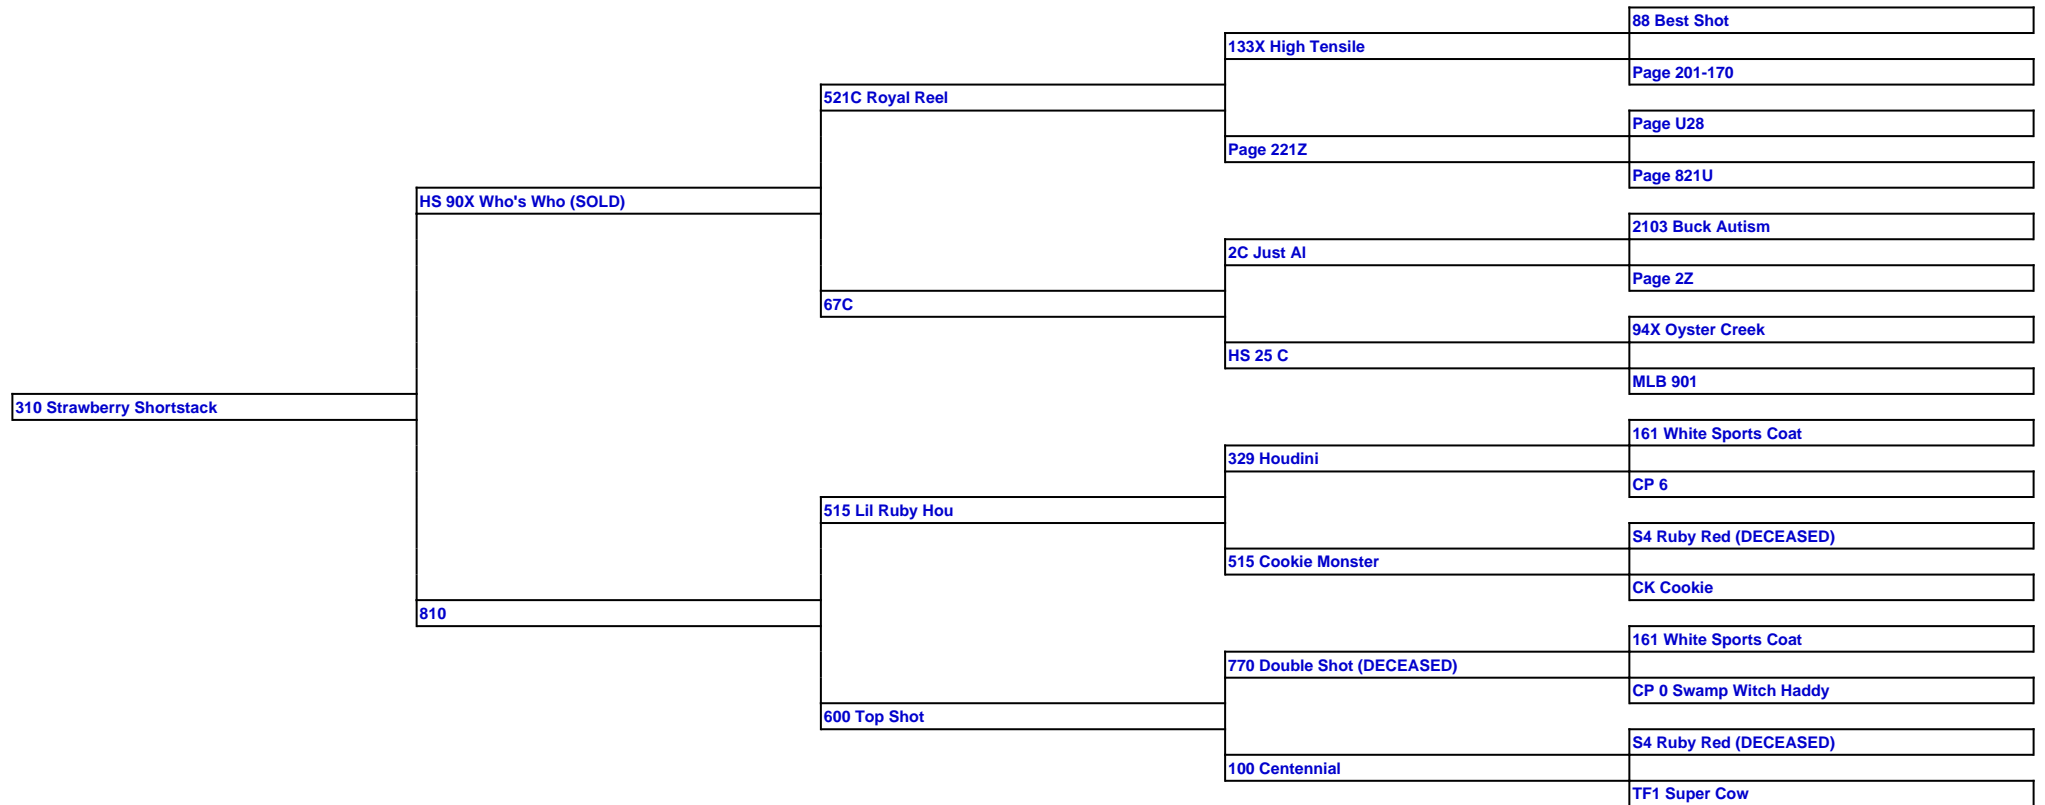 88 Best Shot
133X High Tensile
Page 201-170
521C Royal Reel
Page U28
Page 221Z
Page 821U
HS 90X Who's Who (SOLD)
2103 Buck Autism
2C Just AI
Page 2Z
67C
94X Oyster Creek
HS 25 C
MLB 901
310 Strawberry Shortstack
161 White Sports Coat
329 Houdini
CP 6
515 Lil Ruby Hou
S4 Ruby Red (DECEASED)
515 Cookie Monster
CK Cookie
810
161 White Sports Coat
770 Double Shot (DECEASED)
CP 0 Swamp Witch Haddy
600 Top Shot
S4 Ruby Red (DECEASED)
100 Centennial
TF1 Super Cow